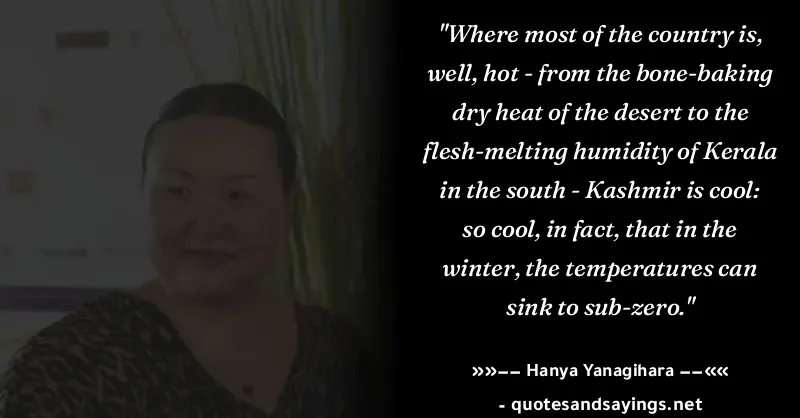 "Where most of the country is,
well, hot - from the bone-baking
dry heat of the desert to the
flesh-melting humidity of Kerala
in the south - Kashmir is cool:
so cool, in fact, that in the
winter, the temperatures can
sink to sub-zero."
»»—— Hanya Yanagihara ——««
- quotesandsayings.net